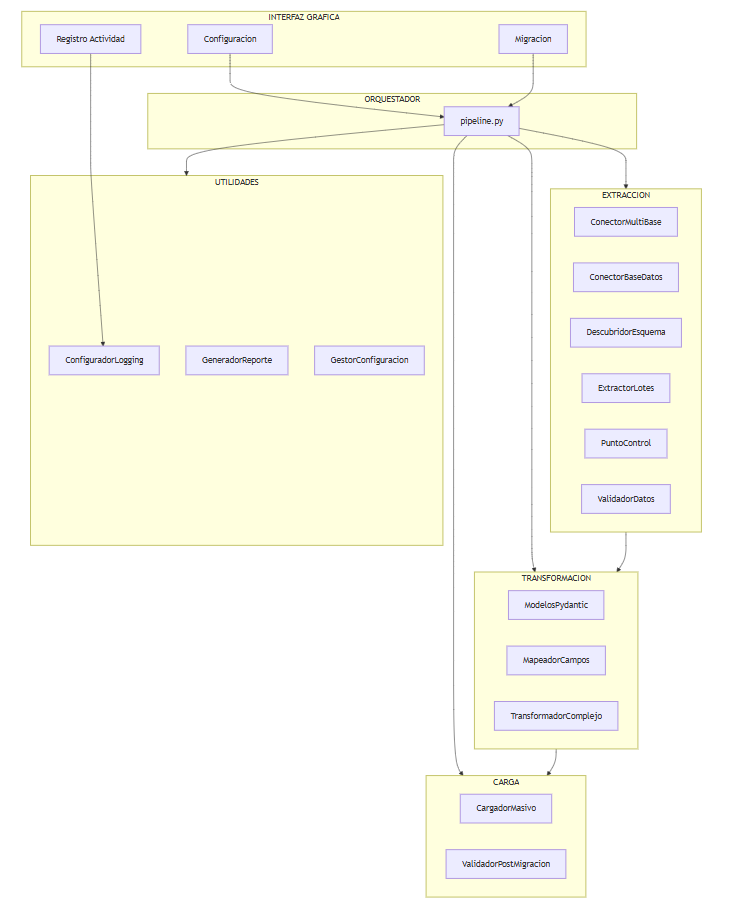 INTERFAZ GRAFICA
Registro Actividad
Configuracion
Migracion
ORQUESTADOR
pipeline.py
UTILIDADES
ConfiguradorLogging
GeneradorReporte
GestorConfiguracion
EXTRACCION
ConectorMultiBase
ConectorBaseDatos
DescubridorEsquema
ExtractorLotes
PuntoControl
ValidadorDatos
TRANSFORMACION
ModelosPydantic
MapeadorCampos
TransformadorComplejo
CARGA
CargadorMasivo
ValidadorPostMigracion